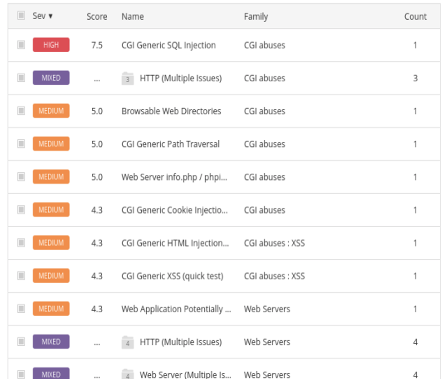 Sev ▾ Score Name Family Count
HIGH 7.5 CGI Generic SQL Injection CGI abuses 1
MIXED ... 3 HTTP (Multiple Issues) CGI abuses 3
MEDIUM 5.0 Browsable Web Directories CGI abuses 1
MEDIUM 5.0 CGI Generic Path Traversal CGI abuses 1
MEDIUM 5.0 Web Server info.php / phpi... CGI abuses 1
MEDIUM 4.3 CGI Generic Cookie Injectio... CGI abuses 1
MEDIUM 4.3 CGI Generic HTML Injection... CGI abuses : XSS 1
MEDIUM 4.3 CGI Generic XSS (quick test) CGI abuses : XSS 1
MEDIUM 4.3 Web Application Potentially ... Web Servers 1
MIXED ... 4 HTTP (Multiple Issues) Web Servers 4
MIXED ... 4 Web Server (Multiple Is... Web Servers 4